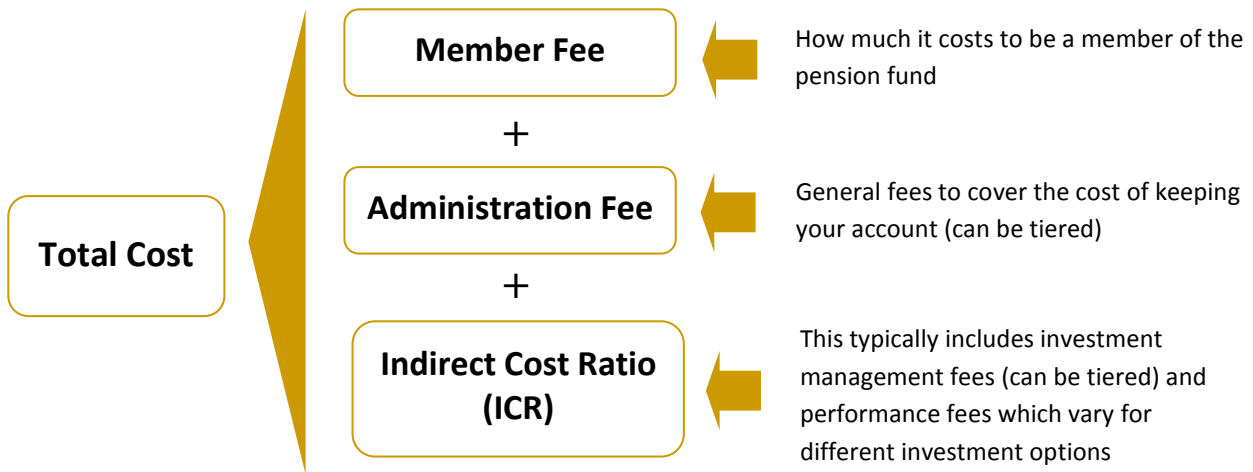 Member Fee
How much it costs to be a member of the
pension fund
+
Total Cost
Administration Fee
General fees to cover the cost of keeping
your account (can be tiered)
+
Indirect Cost Ratio
(ICR)
This typically includes investment
management fees (can be tiered) and
performance fees which vary for
different investment options